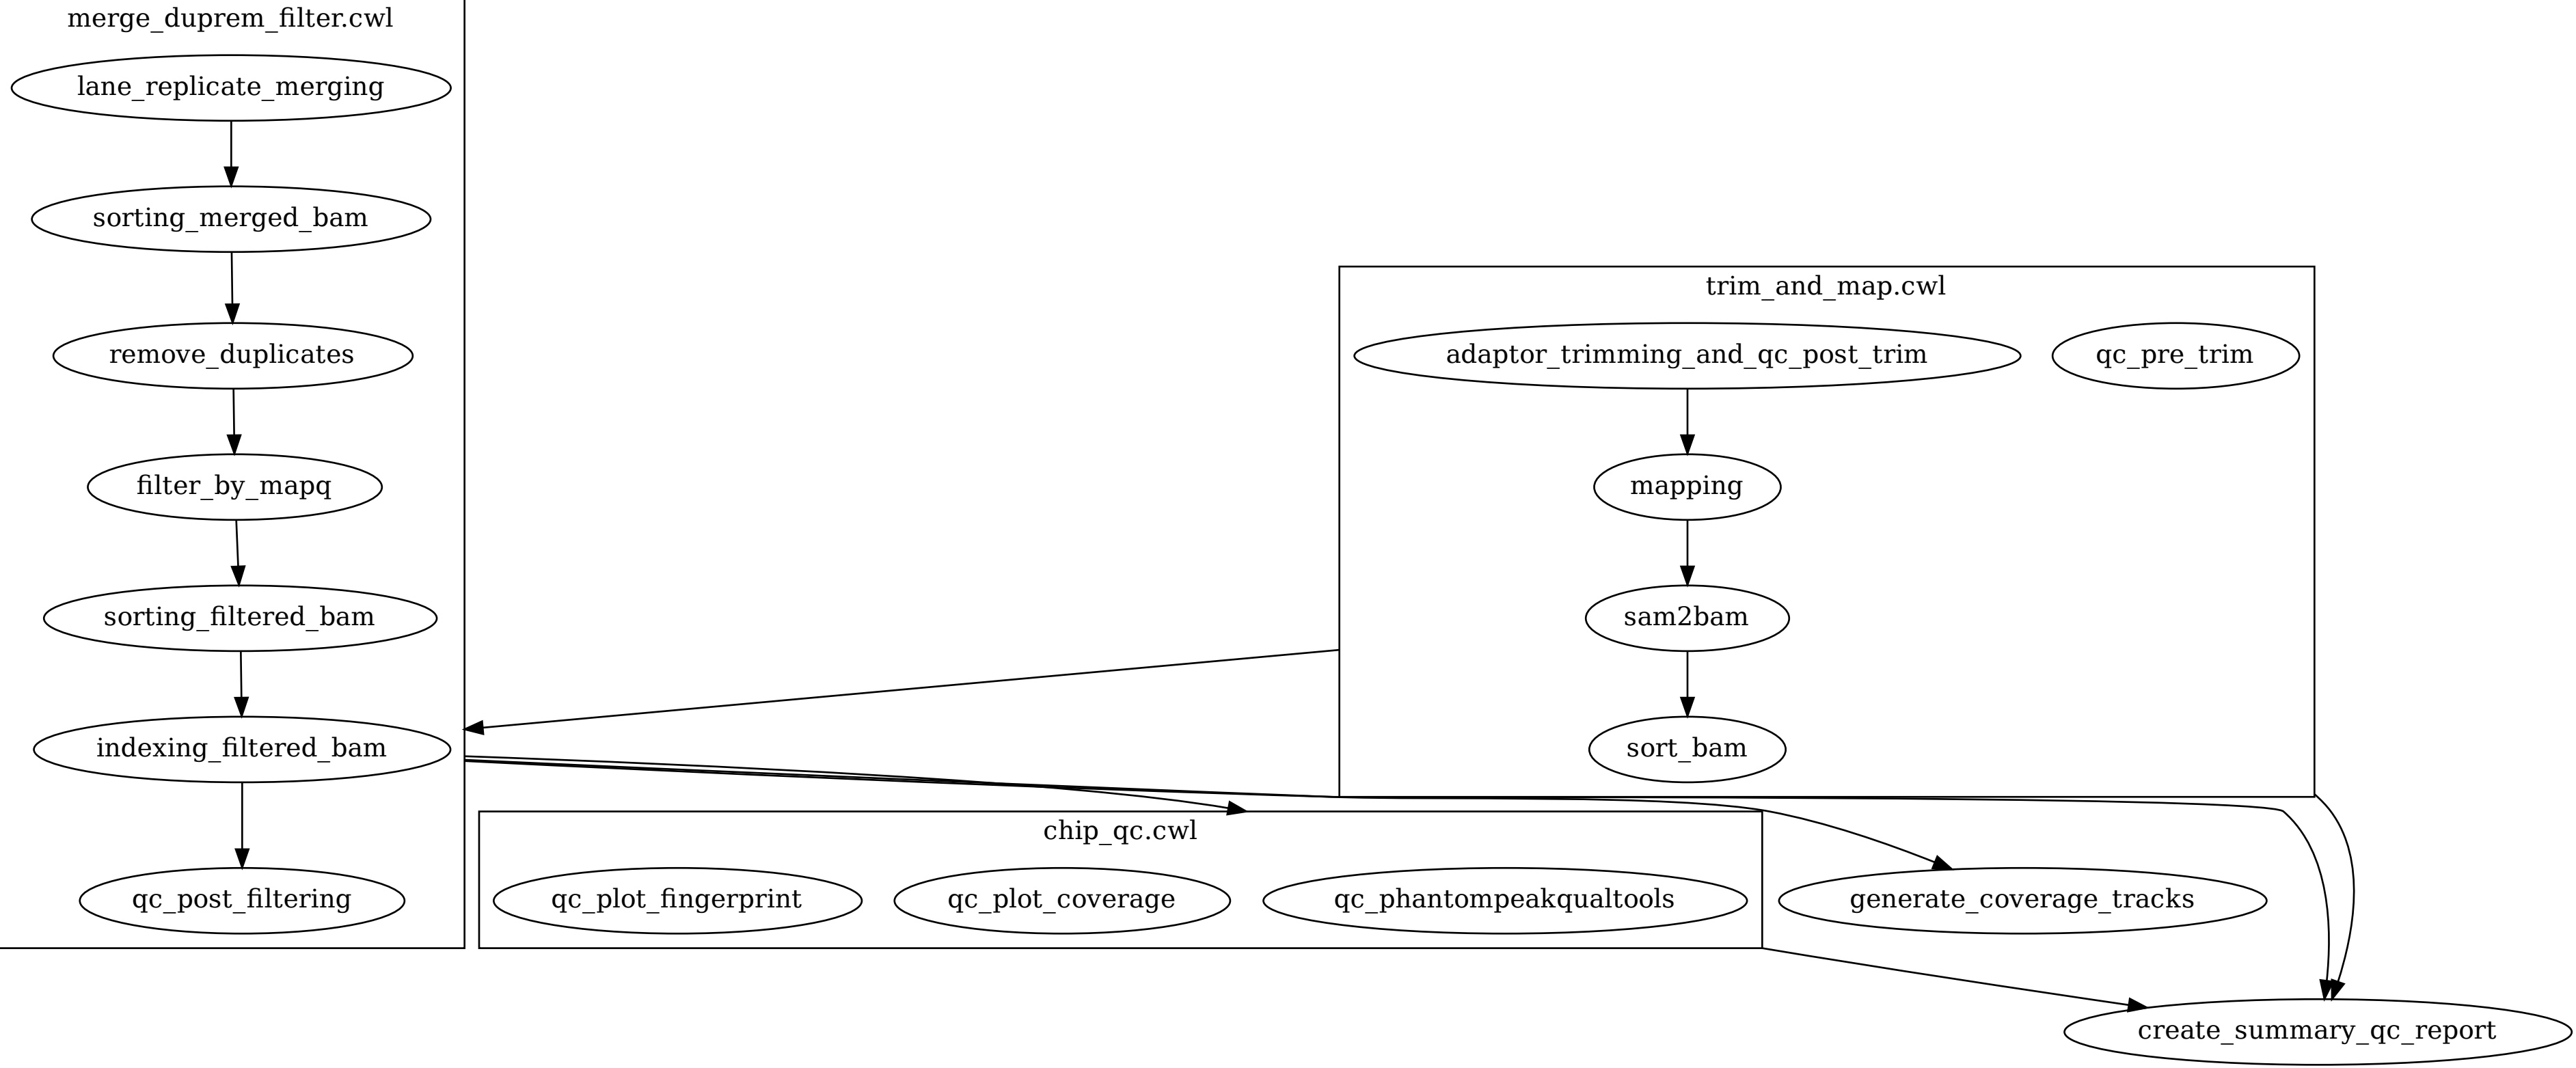 merge_duprem_filter.cwl
lane_replicate_merging
sorting_merged_bam
remove_duplicates
filter_by_mapq
sorting_filtered_bam
indexing_filtered_bam
qc_post_filtering
trim_and_map.cwl
adaptor_trimming_and_qc_post_trim
qc_pre_trim
mapping
sam2bam
sort_bam
chip_qc.cwl
qc_plot_fingerprint
qc_plot_coverage
qc_phantompeakqualtools
generate_coverage_tracks
create_summary_qc_report